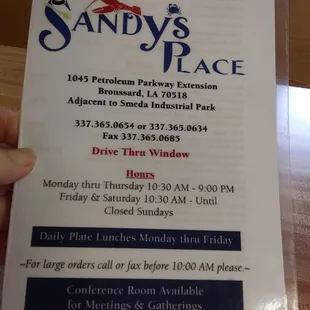 SANDY'S
PLACE
1045 Petroleum Parkway Extension
Broussard, LA 70518
Adjacent to Smeda Industrial Park
337.365.0654 or 337.365.0634
Fax 337.365.0685
Drive Thru Window
Hours
Monday thru Thursday 10:30 AM - 9:00 PM
Friday & Saturday 10:30 AM - Until
Closed Sundays
Daily Plate Lunches Monday thru Friday
~For large orders call or fax before 10:00 AM please.~
Conference Room Available
for Meetings & Gatherings